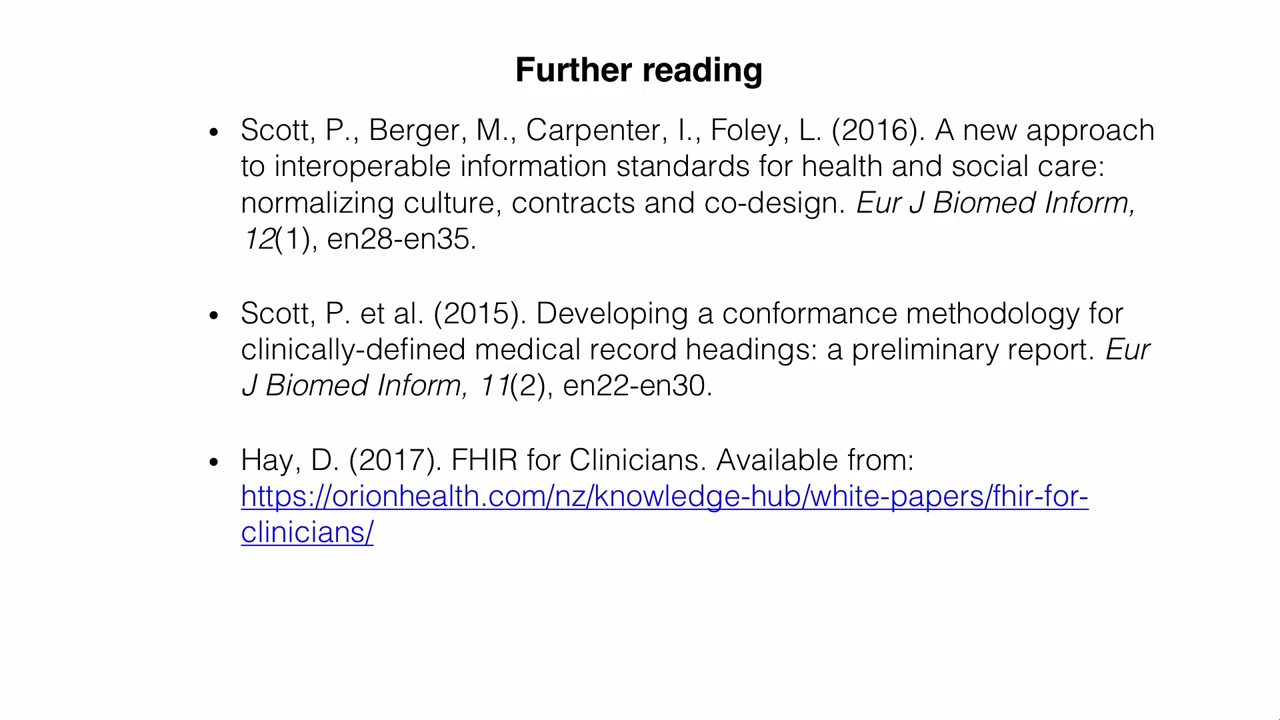 Further reading
• Scott, P., Berger, M., Carpenter, I., Foley, L. (2016). A new approach
to interoperable information standards for health and social care:
normalizing culture, contracts and co-design. Eur J Biomed Inform,
12(1), en28-en35.
• Scott, P. et al. (2015). Developing a conformance methodology for
clinically-defined medical record headings: a preliminary report. Eur
J Biomed Inform, 11(2), en22-en30.
• Hay, D. (2017). FHIR for Clinicians. Available from:
https://orionhealth.com/nz/knowledge-hub/white-papers/fhir-for-
clinicians/